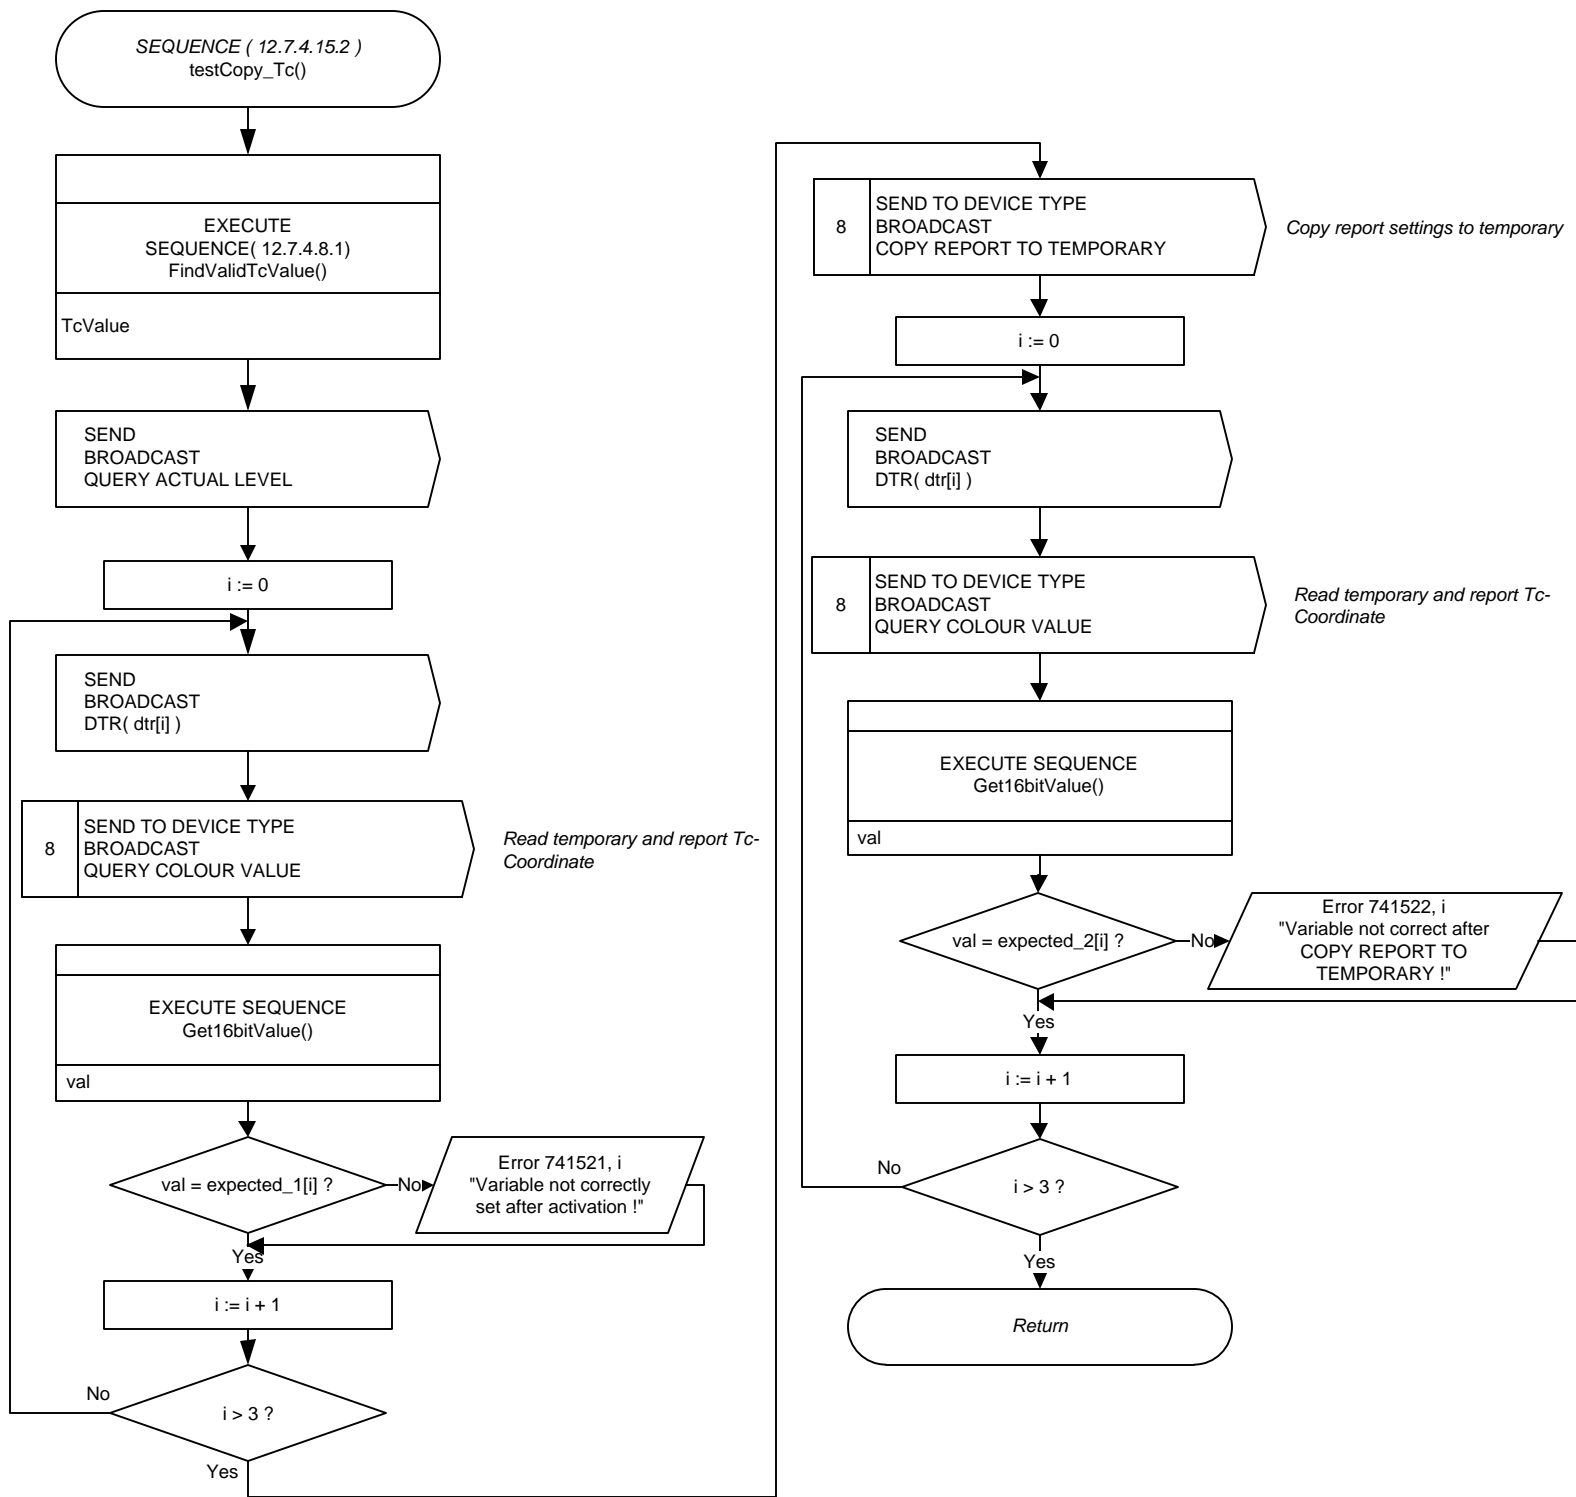 SEQUENCE ( 12.7.4.15.2 )
testCopy_Tc()
EXECUTE
SEQUENCE( 12.7.4.8.1)
FindValidTcValue()
TcValue
SEND
BROADCAST
QUERY ACTUAL LEVEL
i := 0
SEND
BROADCAST
DTR( dtr[i] )
8
SEND TO DEVICE TYPE
BROADCAST
QUERY COLOUR VALUE
Read temporary and report Tc-
Coordinate
EXECUTE SEQUENCE
Get16bitValue()
val
val = expected_1[i] ?
No
Error 741521, i
"Variable not correctly
set after activation !"
Yes
i := i + 1
No
i > 3 ?
Yes
8
SEND TO DEVICE TYPE
BROADCAST
COPY REPORT TO TEMPORARY
Copy report settings to temporary
i := 0
SEND
BROADCAST
DTR( dtr[i] )
8
SEND TO DEVICE TYPE
BROADCAST
QUERY COLOUR VALUE
Read temporary and report Tc-
Coordinate
EXECUTE SEQUENCE
Get16bitValue()
val
val = expected_2[i] ?
No
Error 741522, i
"Variable not correct after
COPY REPORT TO
TEMPORARY !"
Yes
i := i + 1
No
i > 3 ?
Yes
Return